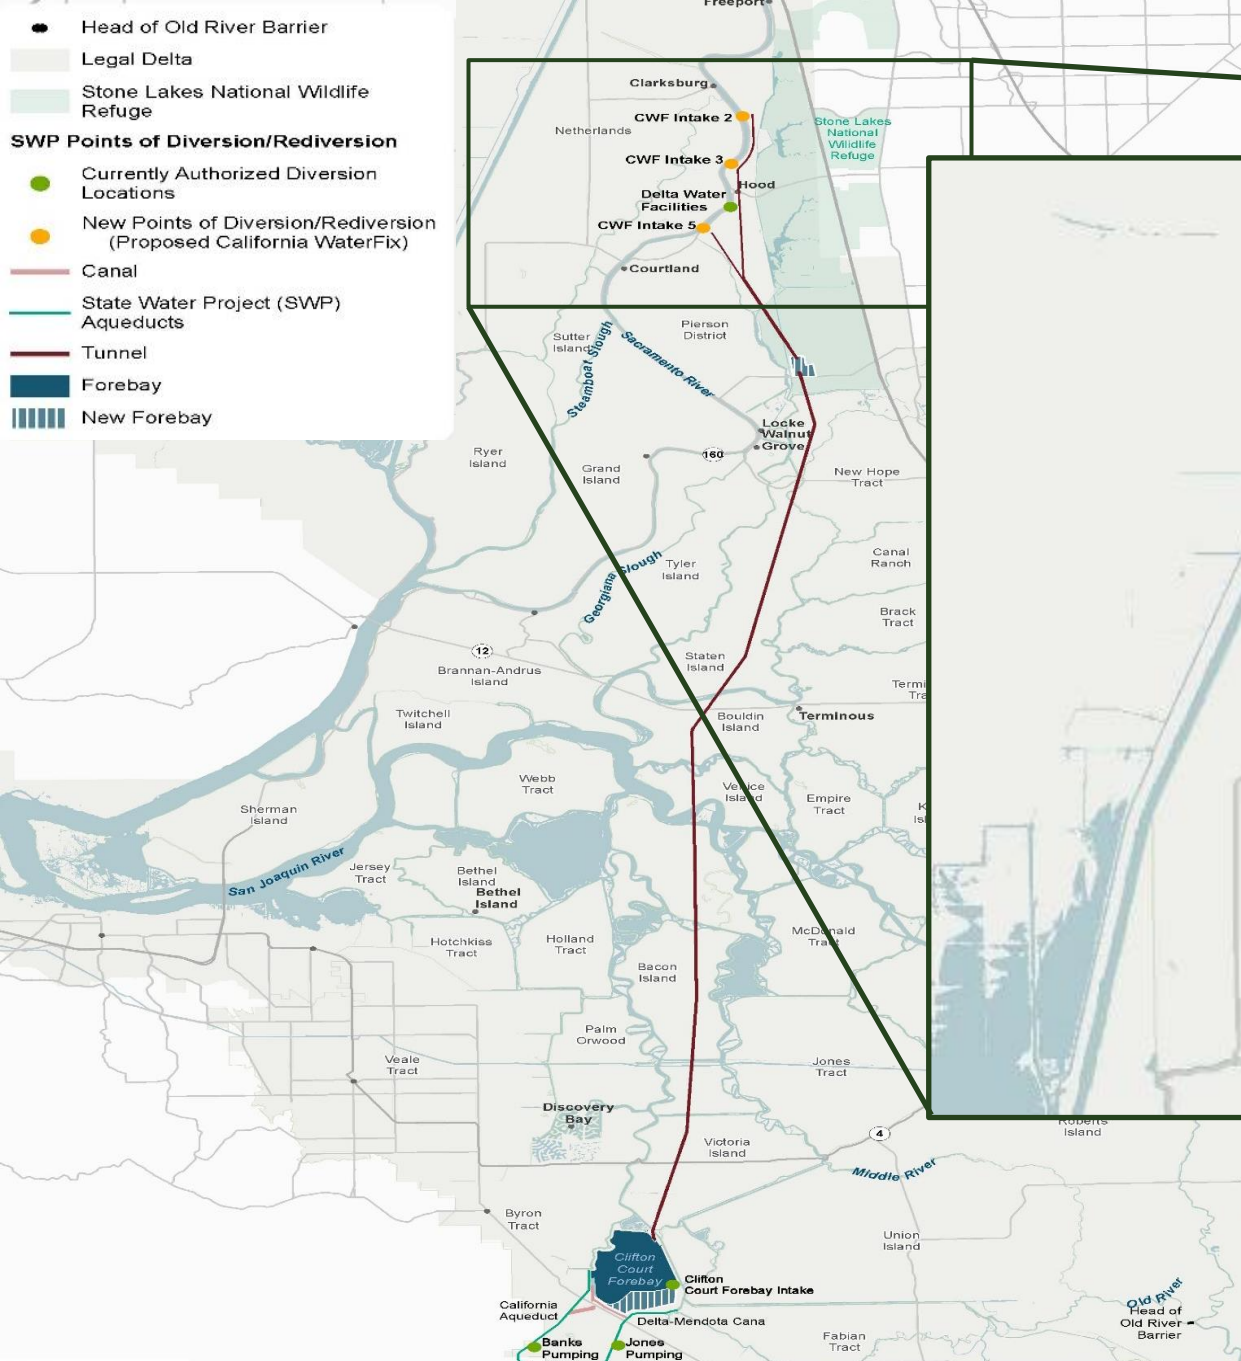 Head of Old River Barrier
Legal Delta
Stone Lakes National Wildlife
Refuge
SWP Points of Diversion/Rediversion
Currently Authorized Diversion
Locations
New Points of Diversion/Rediversion
(Proposed California WaterFix)
Canal
State Water Project (SWP)
Aqueducts
Tunnel
Forebay
New Forebay
Freeport
Clarksburg
CWF Intake 2
Netherlands
Stone Lakes
National
Wildlife
Refuge
CWF Intake 3
Hood
Delta Water
Facilities
CWF Intake 5
Courtland
Pierson
District
Sutter
Island
Steamboat Slough
Sacramento River
Locke
Walnut
Grove
160
Ryer
Island
Grand
Island
New Hope
Tract
Canal
Ranch
Georgiana Slough
Tyler
Island
Brack
Tract
12
Staten
Island
Brannan-Andrus
Island
Termi
Tra
Twitchell
Island
Bouldin
Island
Terminous
Webb
Tract
Venice
Island
Empire
Tract
K
Isl
Sherman
Island
San Joaquin River
Jersey
Tract
Bethel
Island
Bethel
Island
McDonald
Tract
Hotchkiss
Tract
Holland
Tract
Bacon
Island
Palm
Orwood
Veale
Tract
Jones
Tract
Discovery
Bay
Roberts
Island
4
Victoria
Island
Middle River
Byron
Tract
Union
Island
Clifton
Court
Forebay
Clifton
Court Forebay Intake
Old River
California
Aqueduct
Delta-Mendota Cana
Head of
Old River
Barrier
Banks
Pumping
Jones
Pumping
Fabian
Tract